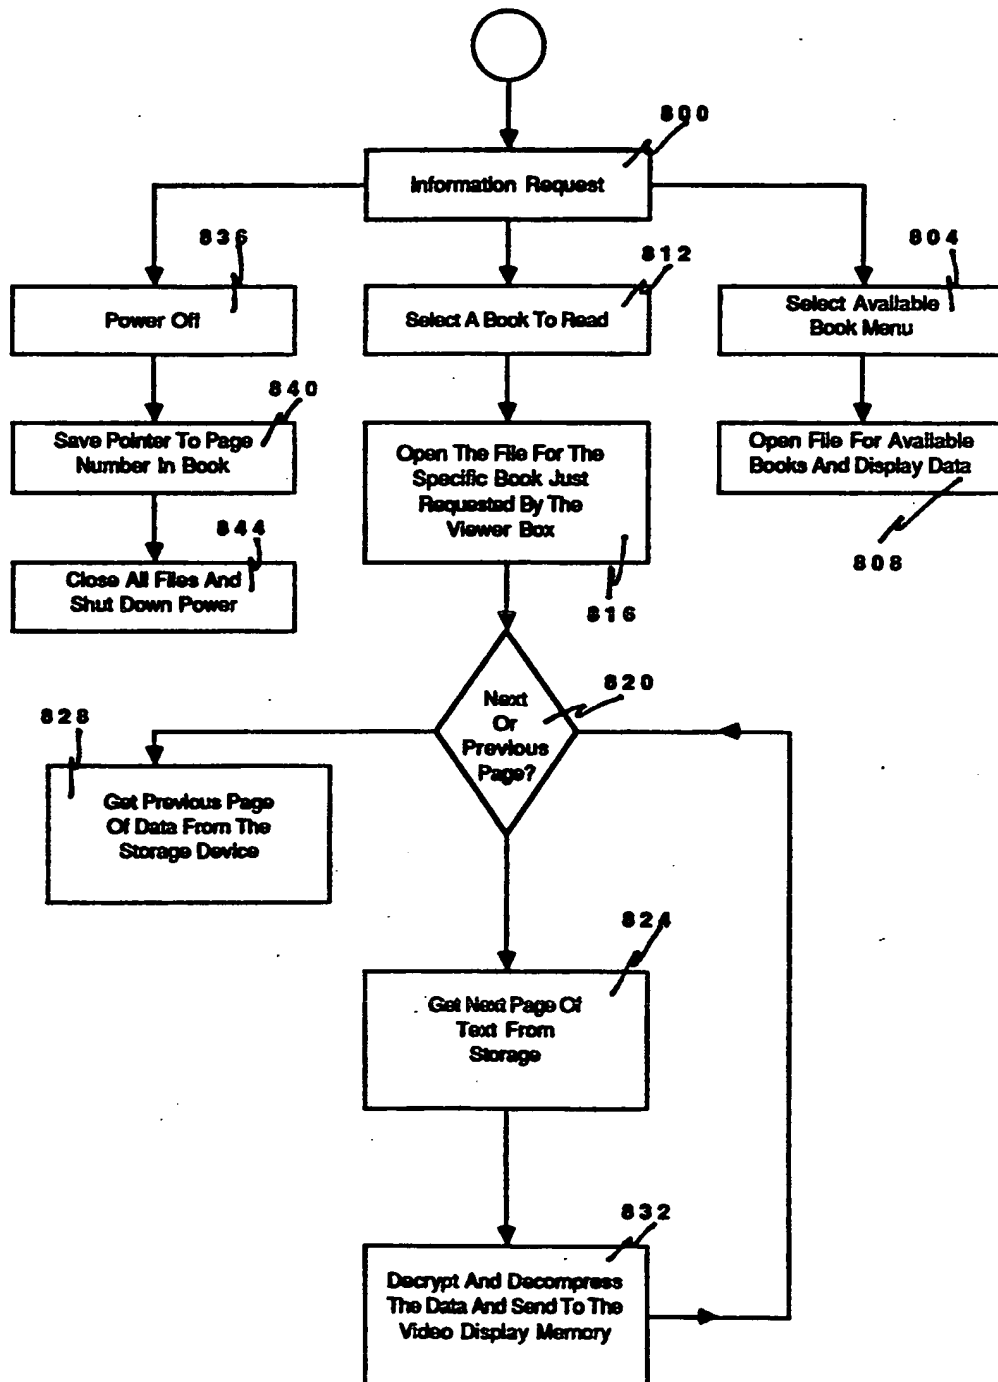 800
Information Request
836
812
804
Power Off
Select A Book To Read
Select Available
Book Menu
840
Save Pointer To Page
Number In Book
Open The File For The
Specific Book Just
Requested By The
Viewer Box
Open File For Available
Books And Display Data
844
808
Close All Files And
Shut Down Power
816
820
Next
Or
Previous
Page?
828
Get Previous Page
Of Data From The
Storage Device
824
Get Next Page Of
Text From
Storage
832
Decrypt And Decompress
The Data And Send To The
Video Display Memory